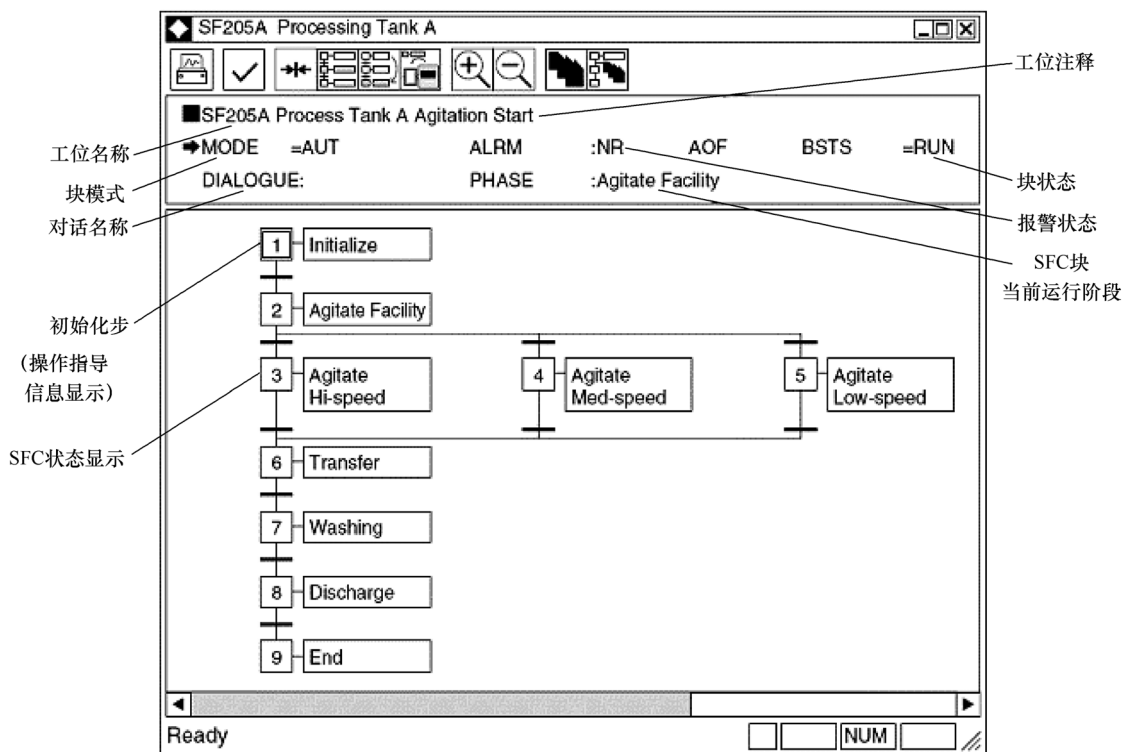 SF205A Processing Tank A
SF205A Process Tank A Agitation Start
MODE =AUT ALRM :NR AOF BSTS =RUN
DIALOGUE: PHASE :Agitate Facility
工位注释
工位名称
块模式
对话名称
块状态
报警状态
SFC块
当前运行阶段
初始化步
(操作指导
信息显示)
SFC状态显示
1 Initialize
2 Agitate Facility
3 Agitate
Hi-speed
4 Agitate
Med-speed
5 Agitate
Low-speed
6 Transfer
7 Washing
8 Discharge
9 End
Ready NUM